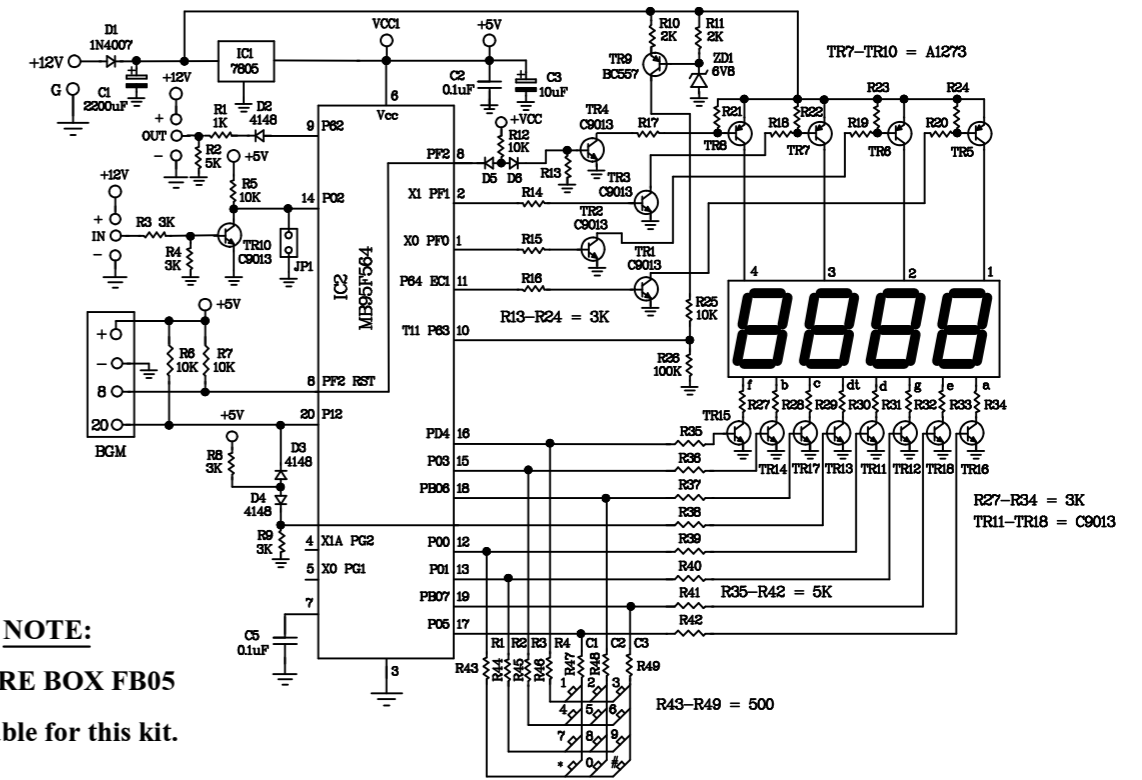 VCC1
+5V
R10
2K
R11
2K
D1
1N4007
+12V
IC1
7805
TR9
BC557
ZD1
6V8
TR7-TR10 = A1273
G
C1
2200uF
+12V
+
OUT
-
R1
1K
D2
4148
R2
5K
+5V
6
Vcc
C2
0.1uF
C3
10uF
+VCC
R12
10K
TR4
C9013
R17
R21
R18
R22
R19
R23
R20
R24
TR8
TR7
TR6
TR5
9 P62
PF2 8
D5
D6
R13
R5
10K
14 P02
X1 PF1 2
R14
TR3
C9013
+12V
+
IN
-
R3 3K
R4
3K
TR10
C9013
JP1
IC2
MB95F564
X0 PF0 1
R15
TR2
C9013
P64 EC1 11
R16
TR1
C9013
R13-R24 = 3K
4
3
2
1
T11 P63 10
R25
10K
R26
100K
+5V
+
-
8
20
BGM
R6
10K
R7
10K
8 PF2 RST
20 P12
f
b
c
dt
d
g
e
a
R27
R28
R29
R30
R31
R32
R33
R34
TR15
TR14
TR17
TR13
TR11
TR12
TR18
TR16
+5V
R8
3K
D3
4148
D4
4148
R9
3K
PD4 16
R35
P03 15
R36
PB06 18
R37
R38
R27-R34 = 3K
TR11-TR18 = C9013
4 X1A PG2
5 X0 PG1
7
P00 12
R39
P01 13
R40
PB07 19
R41
P05 17
R42
R35-R42 = 5K
C5
0.1uF
3
R1
R2
R3
R4
C1
C2
C3
R43
R44
R45
R46
R47
R48
R49
1
2
3
4
5
6
7
8
9
*
0
#
R43-R49 = 500
NOTE:
RE BOX FB05
ble for this kit.